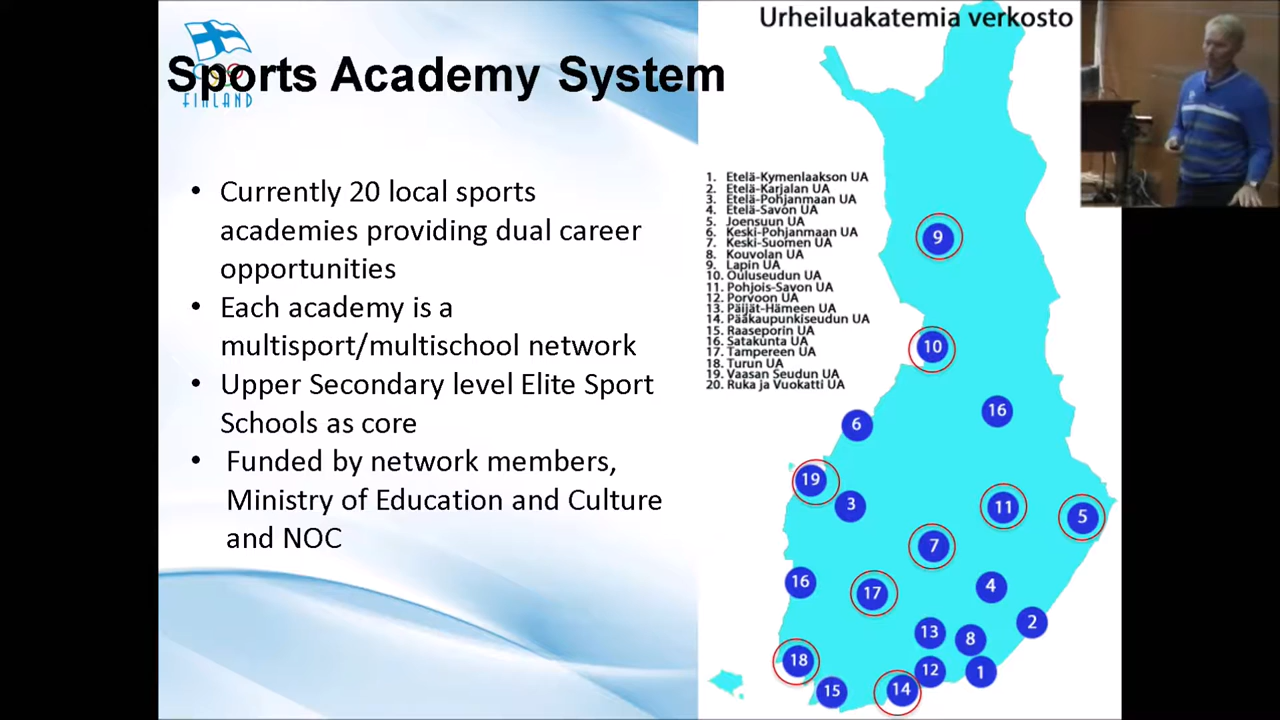 Urheiluakatemia verkosto
Sports Academy System
FINLAND
• Currently 20 local sports
academies providing dual career
opportunities
• Each academy is a
multisport/multischool network
• Upper Secondary level Elite Sport
Schools as core
• Funded by network members,
Ministry of Education and Culture
and NOC
1. Etelä-Kymenlaakson UA
2. Etelä-Karjalan UA
3. Etelä-Pohjanmaan UA
4. Etelä-Savon UA
5. Joensuun UA
6. Keski-Pohjanmaan UA
7. Keski-Suomen UA
8. Kouvolan UA
9. Lapin UA
10. Ouluseudun UA
11. Pohjois-Savon UA
12. Porvoon UA
13. Päijät-Hämeen UA
14. Pääkaupunkiseudun UA
15. Raaseporin UA
16. Satakunta UA
17. Tampereen UA
18. Turun UA
19. Vaasan Seudun UA
20. Ruka ja Vuokatti UA
9
10
16
6
19
3
11
5
7
16
17
4
2
13
8
18
12
1
15
14